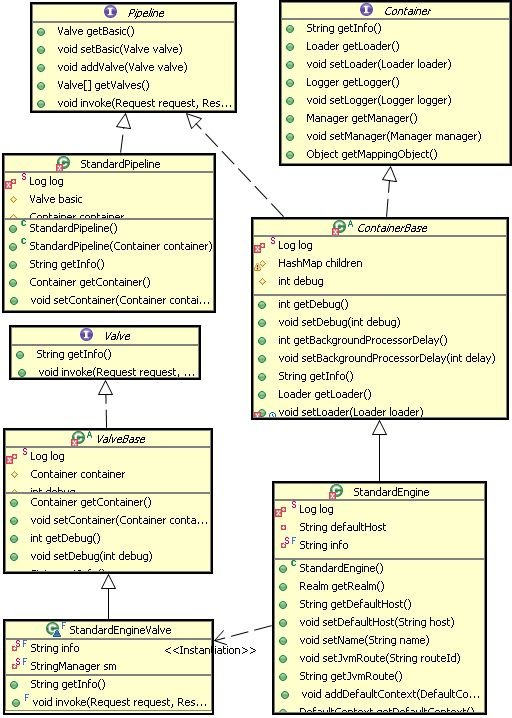 Pipeline
Valve getBasic()
void setBasic(Valve valve)
void addValve(Valve valve)
Valve[] getValves()
void invoke(Request request, Res...
Container
String getInfo()
Loader getLoader()
void setLoader(Loader loader)
Logger getLogger()
void setLogger(Logger logger)
Manager getManager()
void setManager(Manager manager)
Object getMappingObject()
StandardPipeline
S Log log
Valve basic
Container container
C StandardPipeline()
C StandardPipeline(Container container)
String getInfo()
Container getContainer()
void setContainer(Container contai...
A ContainerBase
S Log log
HashMap children
int debug
int getDebug()
void setDebug(int debug)
int getBackgroundProcessorDelay()
void setBackgroundProcessorDelay(int delay)
String getInfo()
Loader getLoader()
void setLoader(Loader loader)
Valve
String getInfo()
void invoke(Request request, ...
A ValveBase
S Log log
Container container
int debug
Container getContainer()
void setContainer(Container conta...
int getDebug()
void setDebug(int debug)
StandardEngine
S Log log
String defaultHost
S F String info
C StandardEngine()
Realm getRealm()
String getDefaultHost()
void setDefaultHost(String host)
void setName(String name)
void setJvmRoute(String routeId)
String getJvmRoute()
void addDefaultContext(DefaultCo...
DefaultContext getDefaultContext()
F StandardEngineValve
S F String info
S F StringManager sm
String getInfo()
F void invoke(Request request, Res...
<<Instantiation>>